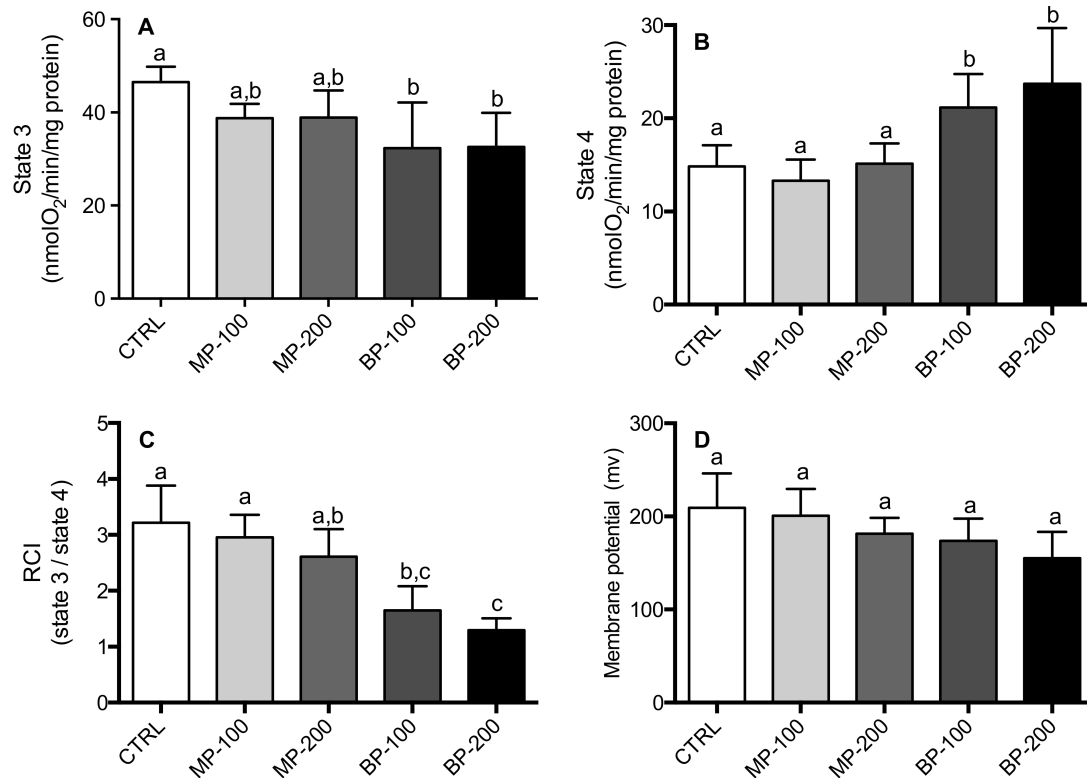 A
State 3
(nmolO2/min/mg protein)
60
40
20
0
a
a,b
a,b
b
b
CTRL
MP-100
MP-200
BP-100
BP-200
B
State 4
(nmolO2/min/mg protein)
30
20
10
0
a
a
a
b
b
CTRL
MP-100
MP-200
BP-100
BP-200
C
RCI
(state 3 / state 4)
5
4
3
2
1
0
a
a
a,b
b,c
c
CTRL
MP-100
MP-200
BP-100
BP-200
D
Membrane potential (mv)
300
200
100
0
a
a
a
a
a
CTRL
MP-100
MP-200
BP-100
BP-200